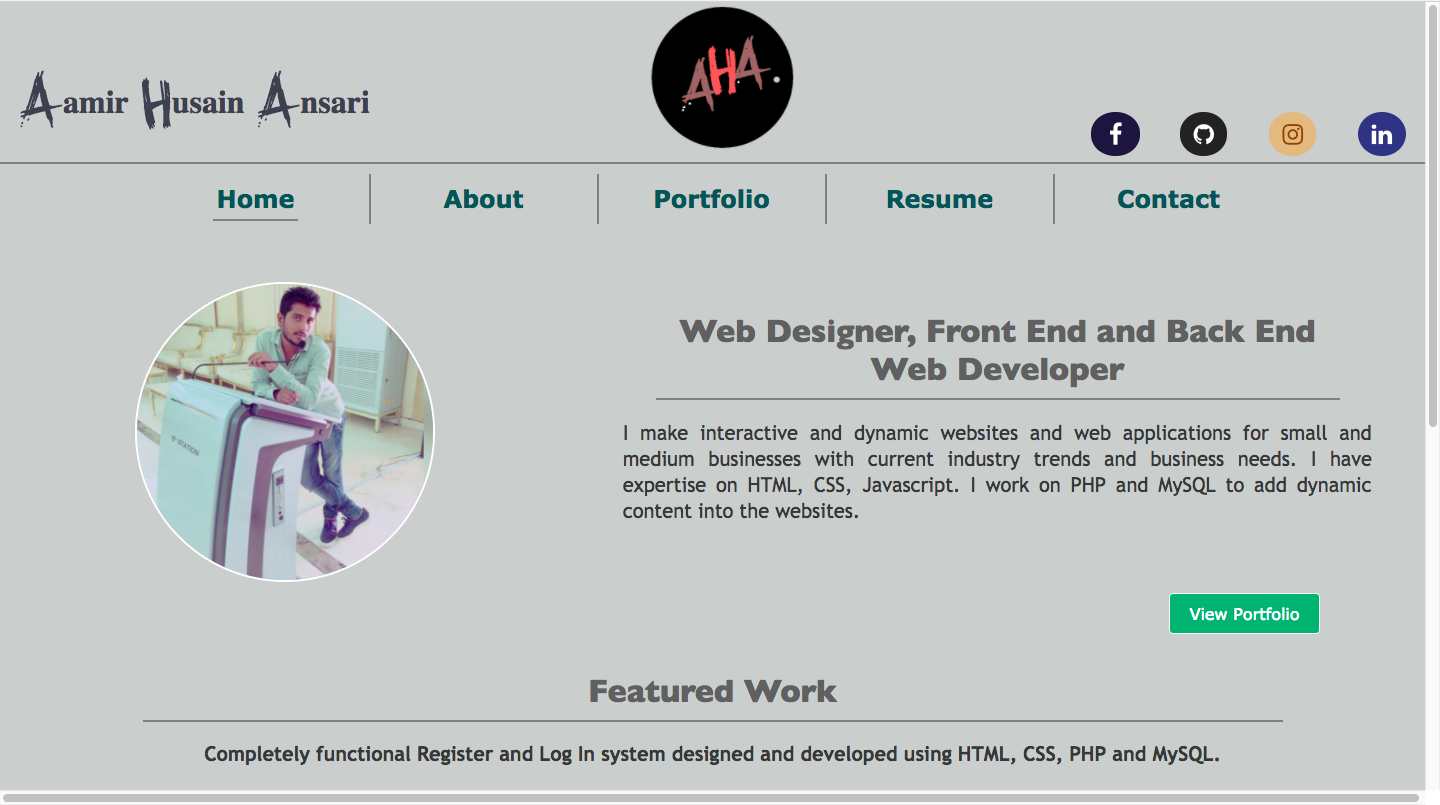 AHA.
Aamir Husain Ansari
Home
About
Portfolio
Resume
Contact
e-STATION
Web Designer, Front End and Back End
Web Developer
I make interactive and dynamic websites and web applications for small and
medium businesses with current industry trends and business needs. I have
expertise on HTML, CSS, Javascript. I work on PHP and MySQL to add dynamic
content into the websites.
View Portfolio
Featured Work
Completely functional Register and Log In system designed and developed using HTML, CSS, PHP and MySQL.